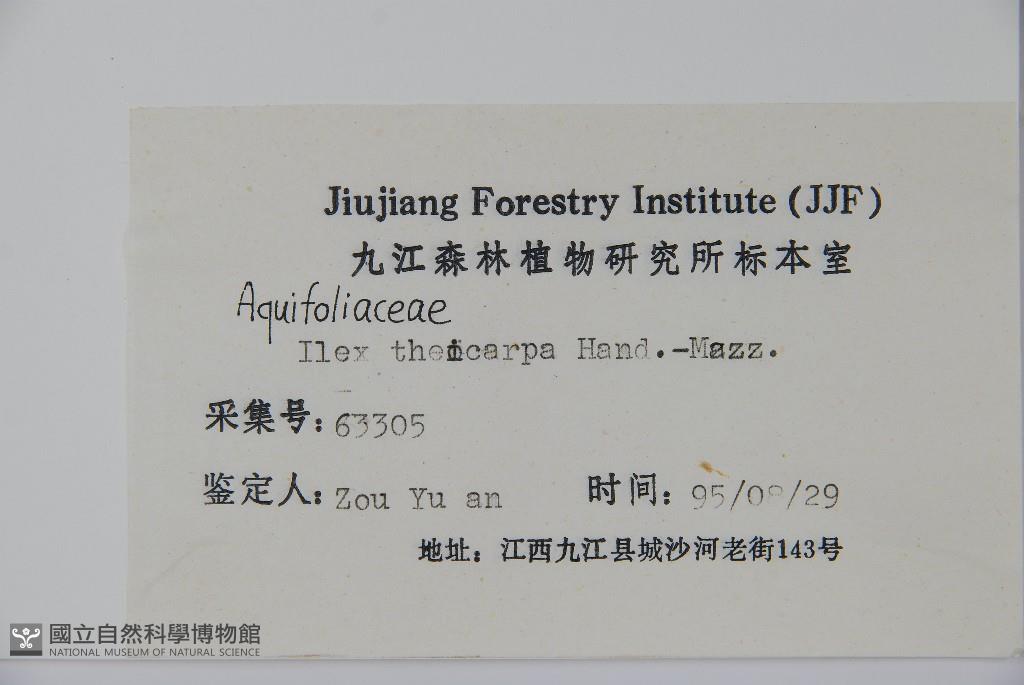 Jiujiang Forestry Institute (JJF)
九江森林植物研究所标本室
Aquifoliaceae
Ilex theicarpa Hand.-Mazz.
采集号: 63305
鉴定人: Zou Yu an 时间: 95/08/29
地址: 江西九江县城沙河老街143号
國立自然科學博物館
NATIONAL MUSEUM OF NATURAL SCIENCE